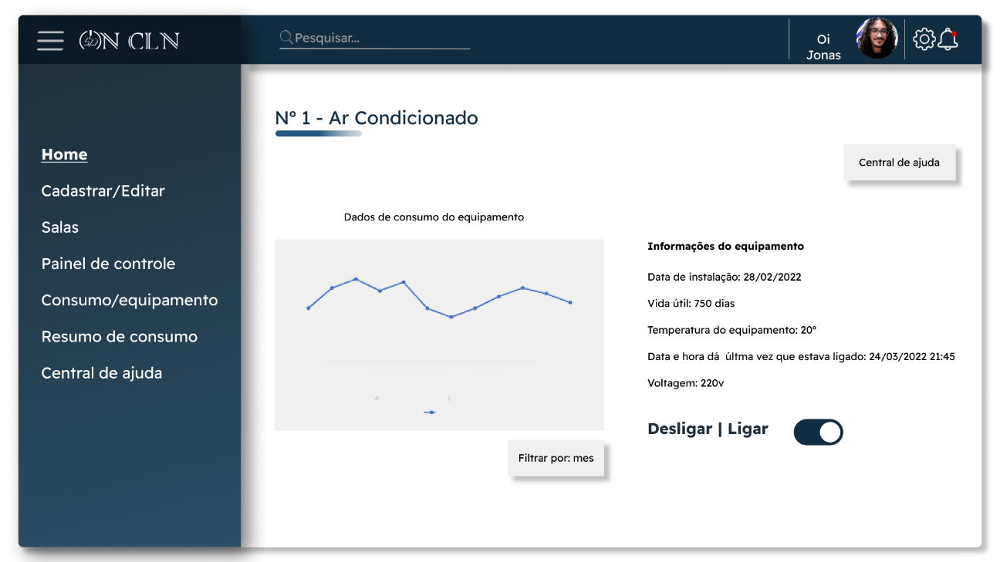 ON CLN
Pesquisar...
Oi
Jonas
Nº 1 - Ar Condicionado
Home
Cadastrar/Editar
Salas
Painel de controle
Consumo/equipamento
Resumo de consumo
Central de ajuda
Central de ajuda
Dados de consumo do equipamento
Informações do equipamento
Data de instalação: 28/02/2022
Vida útil: 750 dias
Temperatura do equipamento: 20°
Data e hora dá últma vez que estava ligado: 24/03/2022 21:45
Voltagem: 220v
Desligar | Ligar
Filtrar por: mes